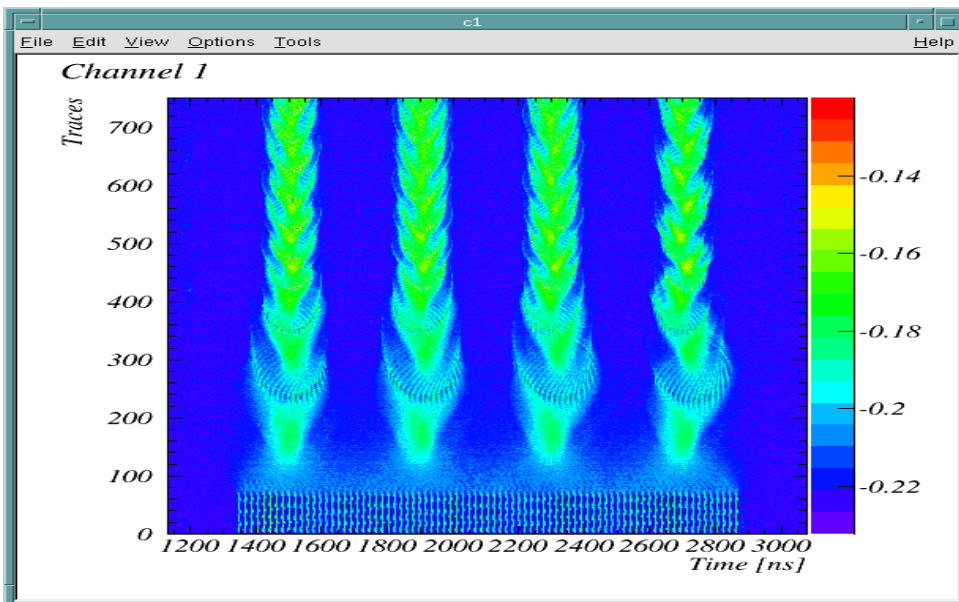 c1
File Edit View Options Tools Help
Channel 1
Traces
700
600
500
400
300
200
100
0
1200 1400 1600 1800 2000 2200 2400 2600 2800 3000
Time [ns]
-0.14
-0.16
-0.18
-0.2
-0.22